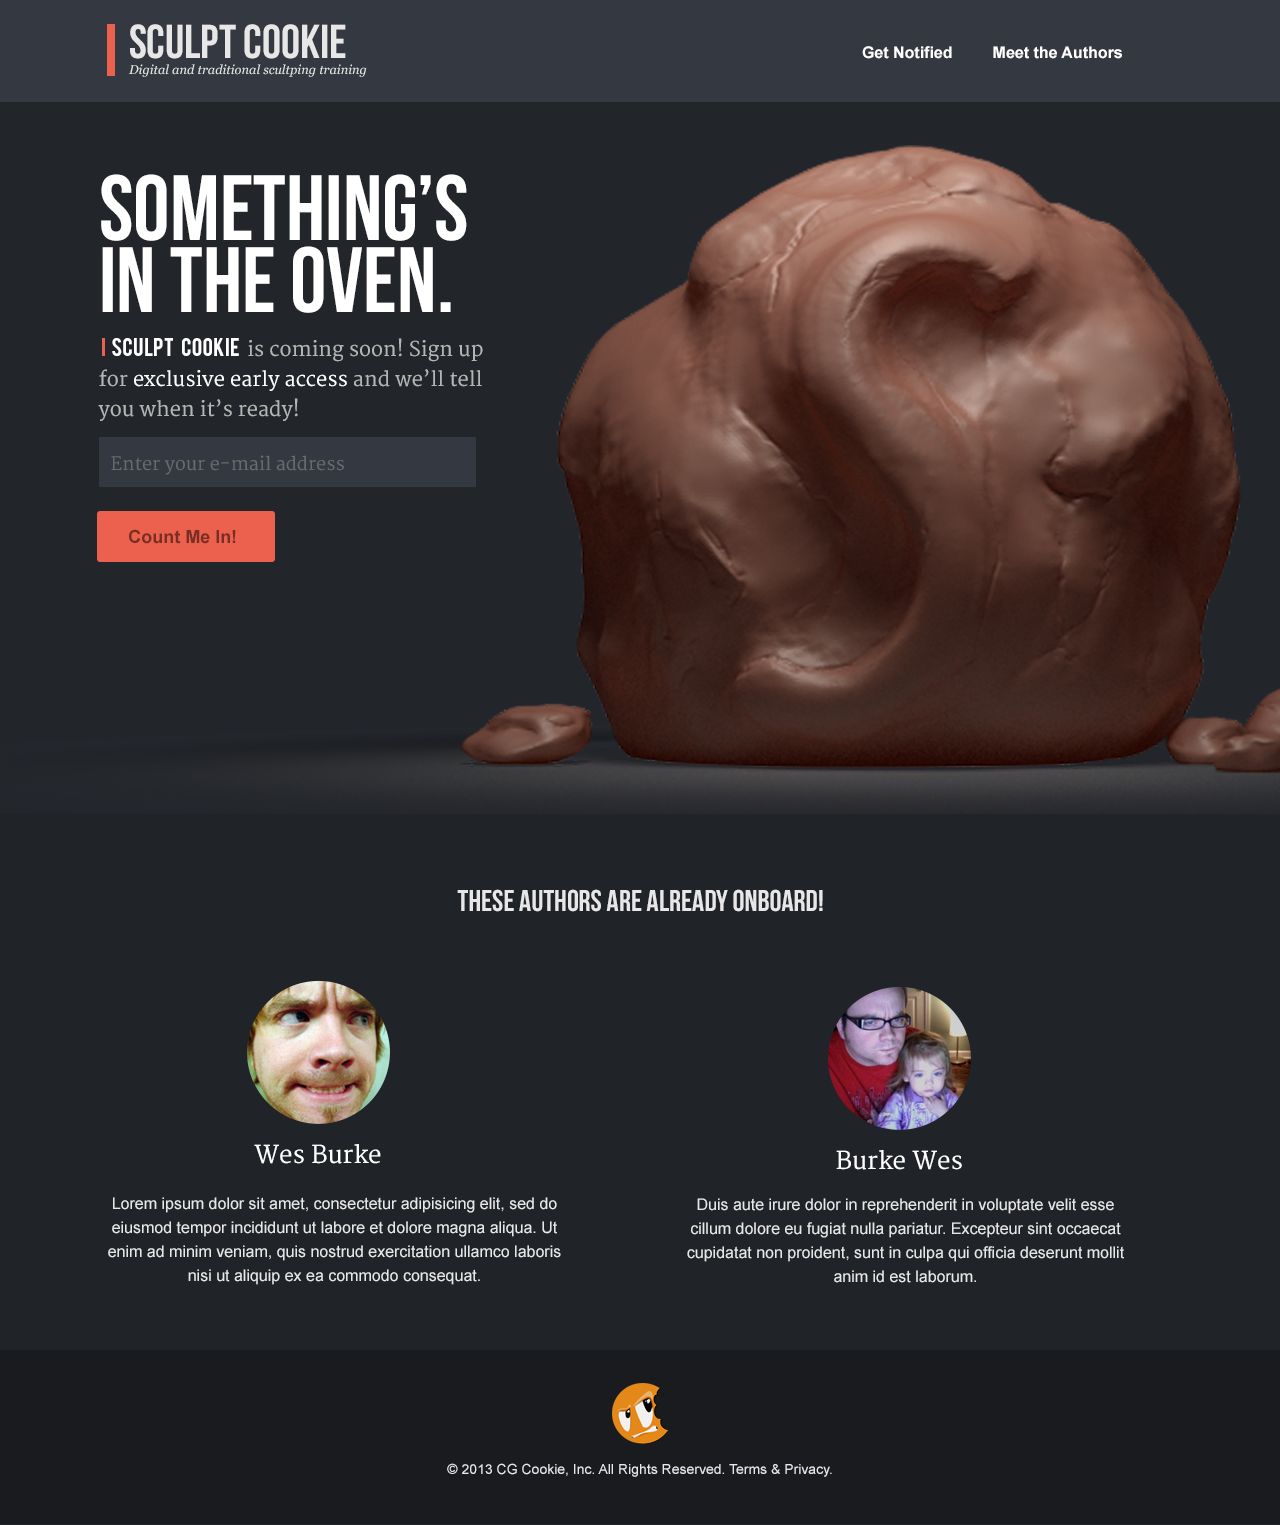 SCULPT COOKIE
Digital and traditional scultping training
Get Notified
Meet the Authors
SOMETHING'S
IN THE OVEN.
SCULPT COOKIE is coming soon! Sign up
for exclusive early access and we'll tell
you when it's ready!
Enter your e-mail address
Count Me In!
THESE AUTHORS ARE ALREADY ONBOARD!
Wes Burke
Lorem ipsum dolor sit amet, consectetur adipisicing elit, sed do
eiusmod tempor incididunt ut labore et dolore magna aliqua. Ut
enim ad minim veniam, quis nostrud exercitation ullamco laboris
nisi ut aliquip ex ea commodo consequat.
Burke Wes
Duis aute irure dolor in reprehenderit in voluptate velit esse
cillum dolore eu fugiat nulla pariatur. Excepteur sint occaecat
cupidatat non proident, sunt in culpa qui officia deserunt mollit
anim id est laborum.
© 2013 CG Cookie, Inc. All Rights Reserved. Terms & Privacy.